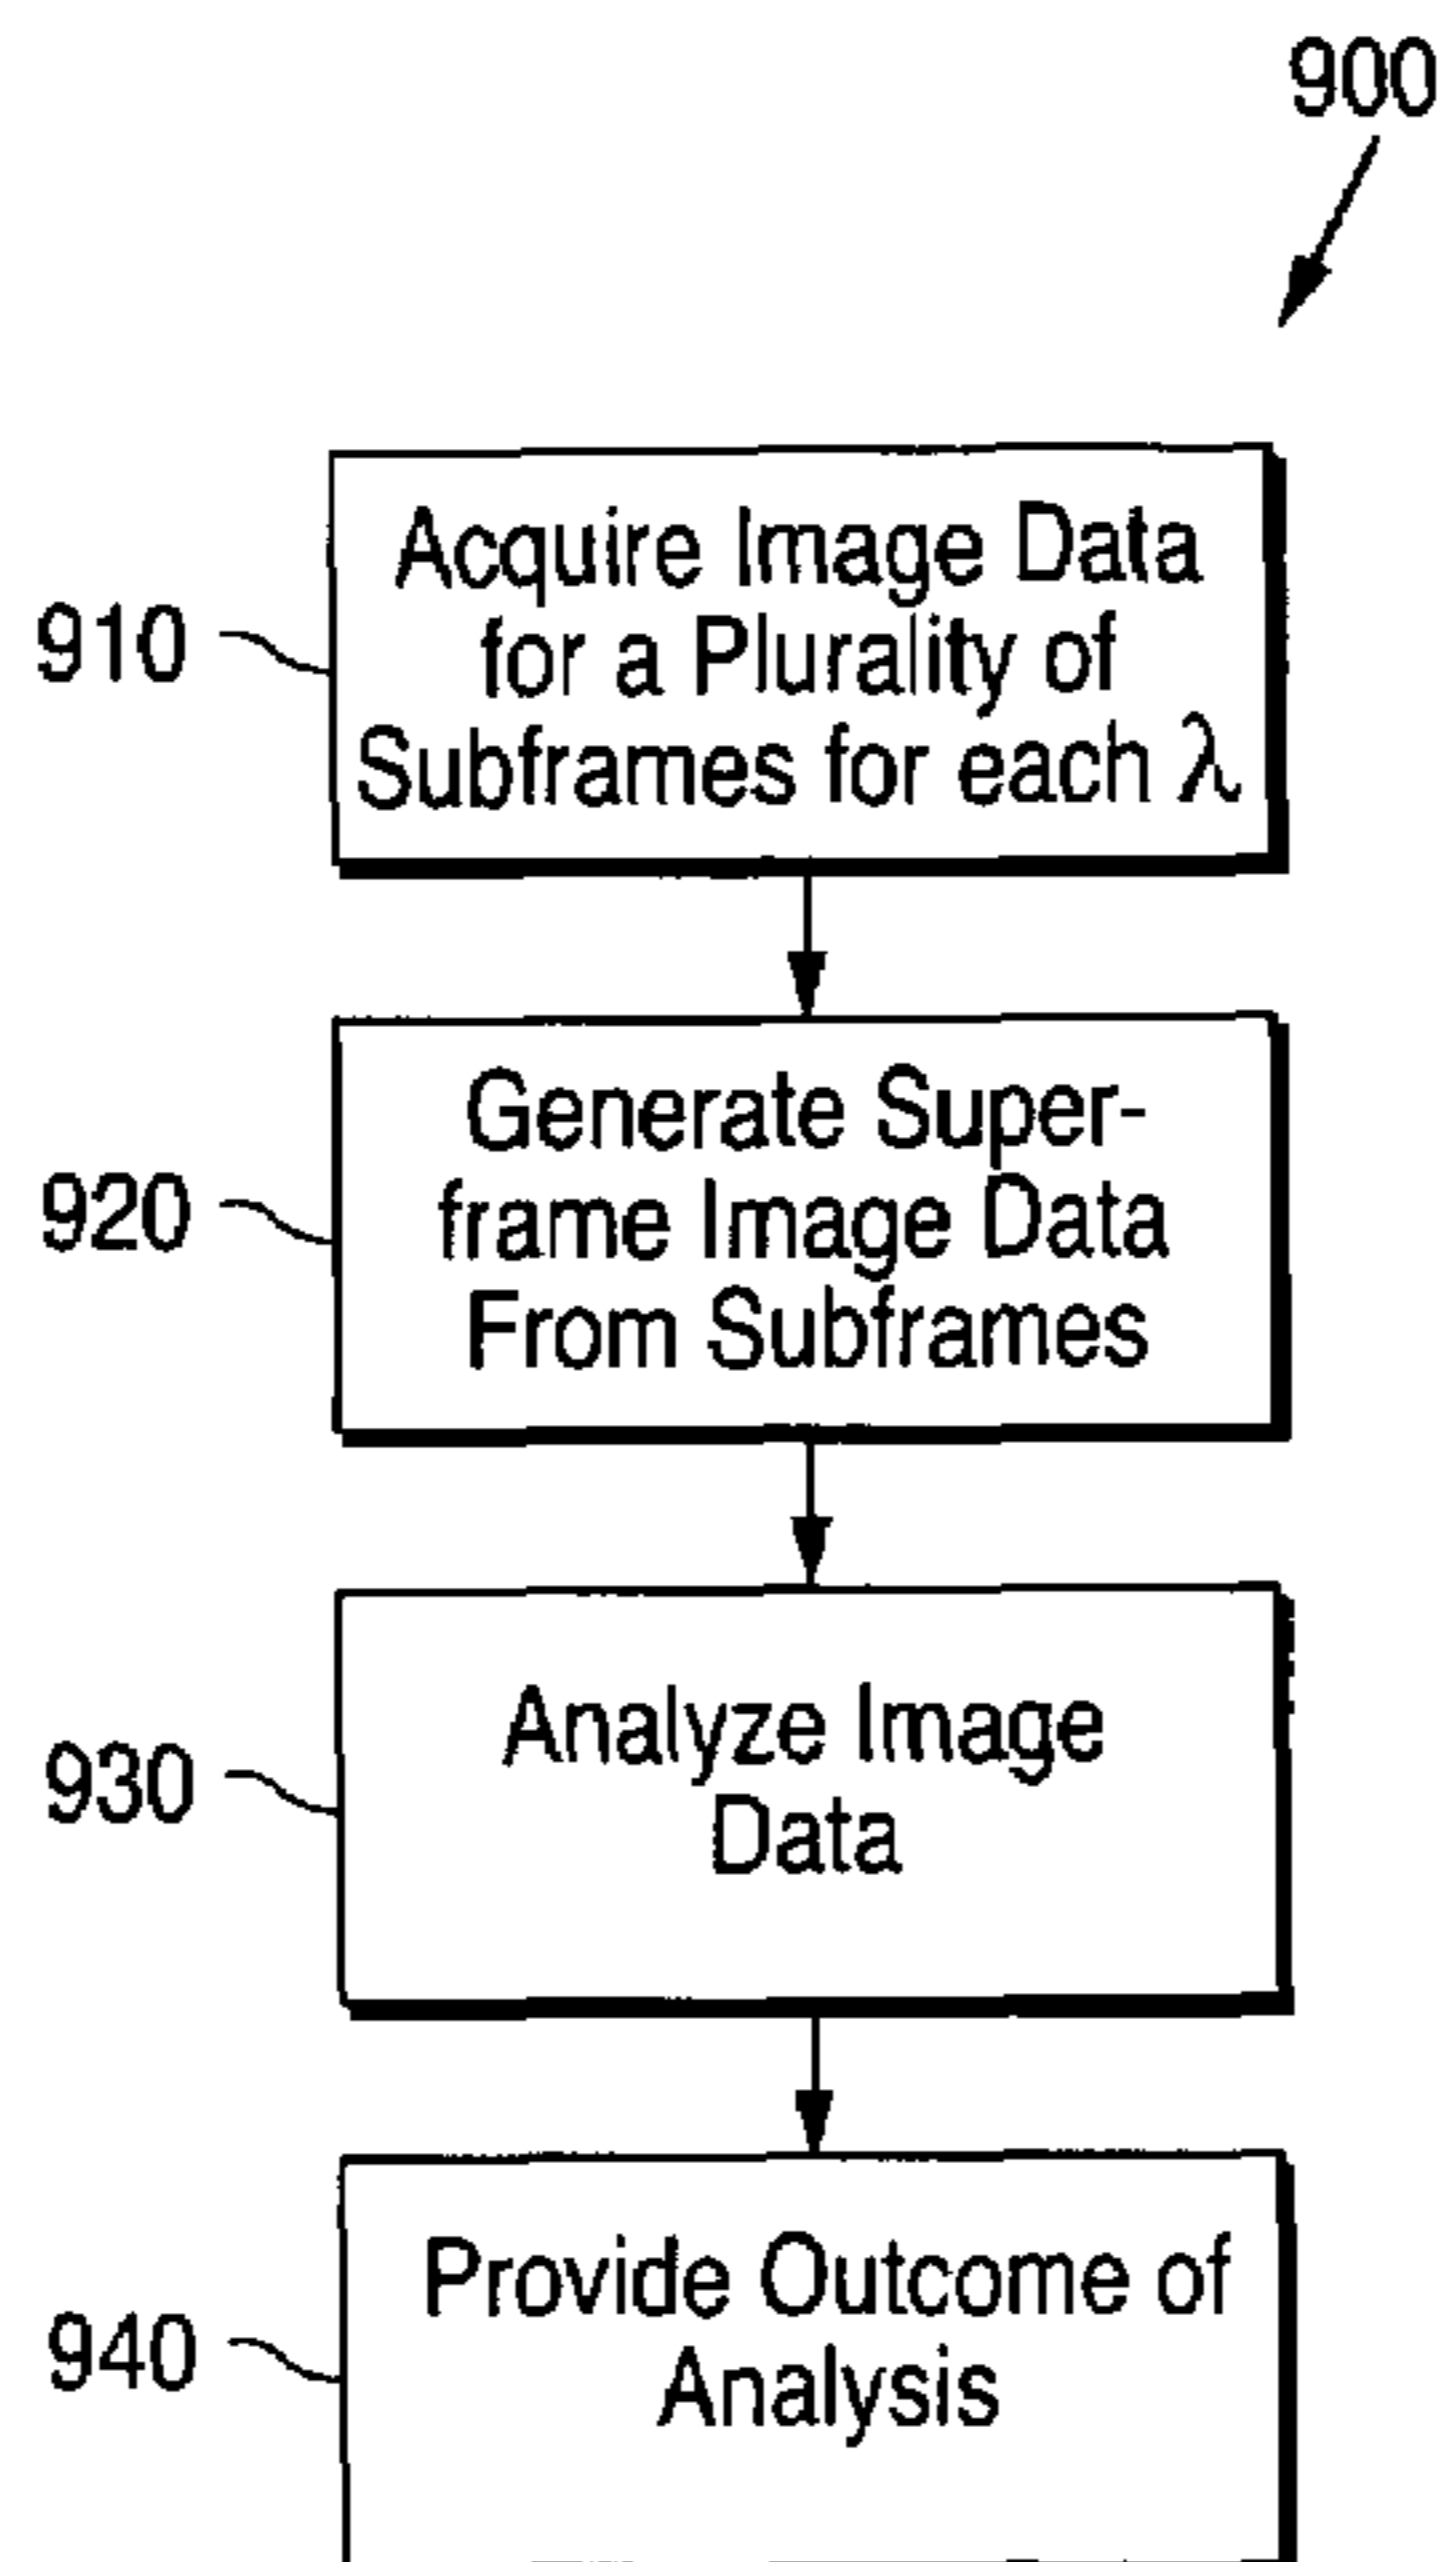 900
910
Acquire Image Data
for a Plurality of
Subframes for each λ
920
Generate Super-
frame Image Data
From Subframes
930
Analyze Image
Data
940
Provide Outcome of
Analysis